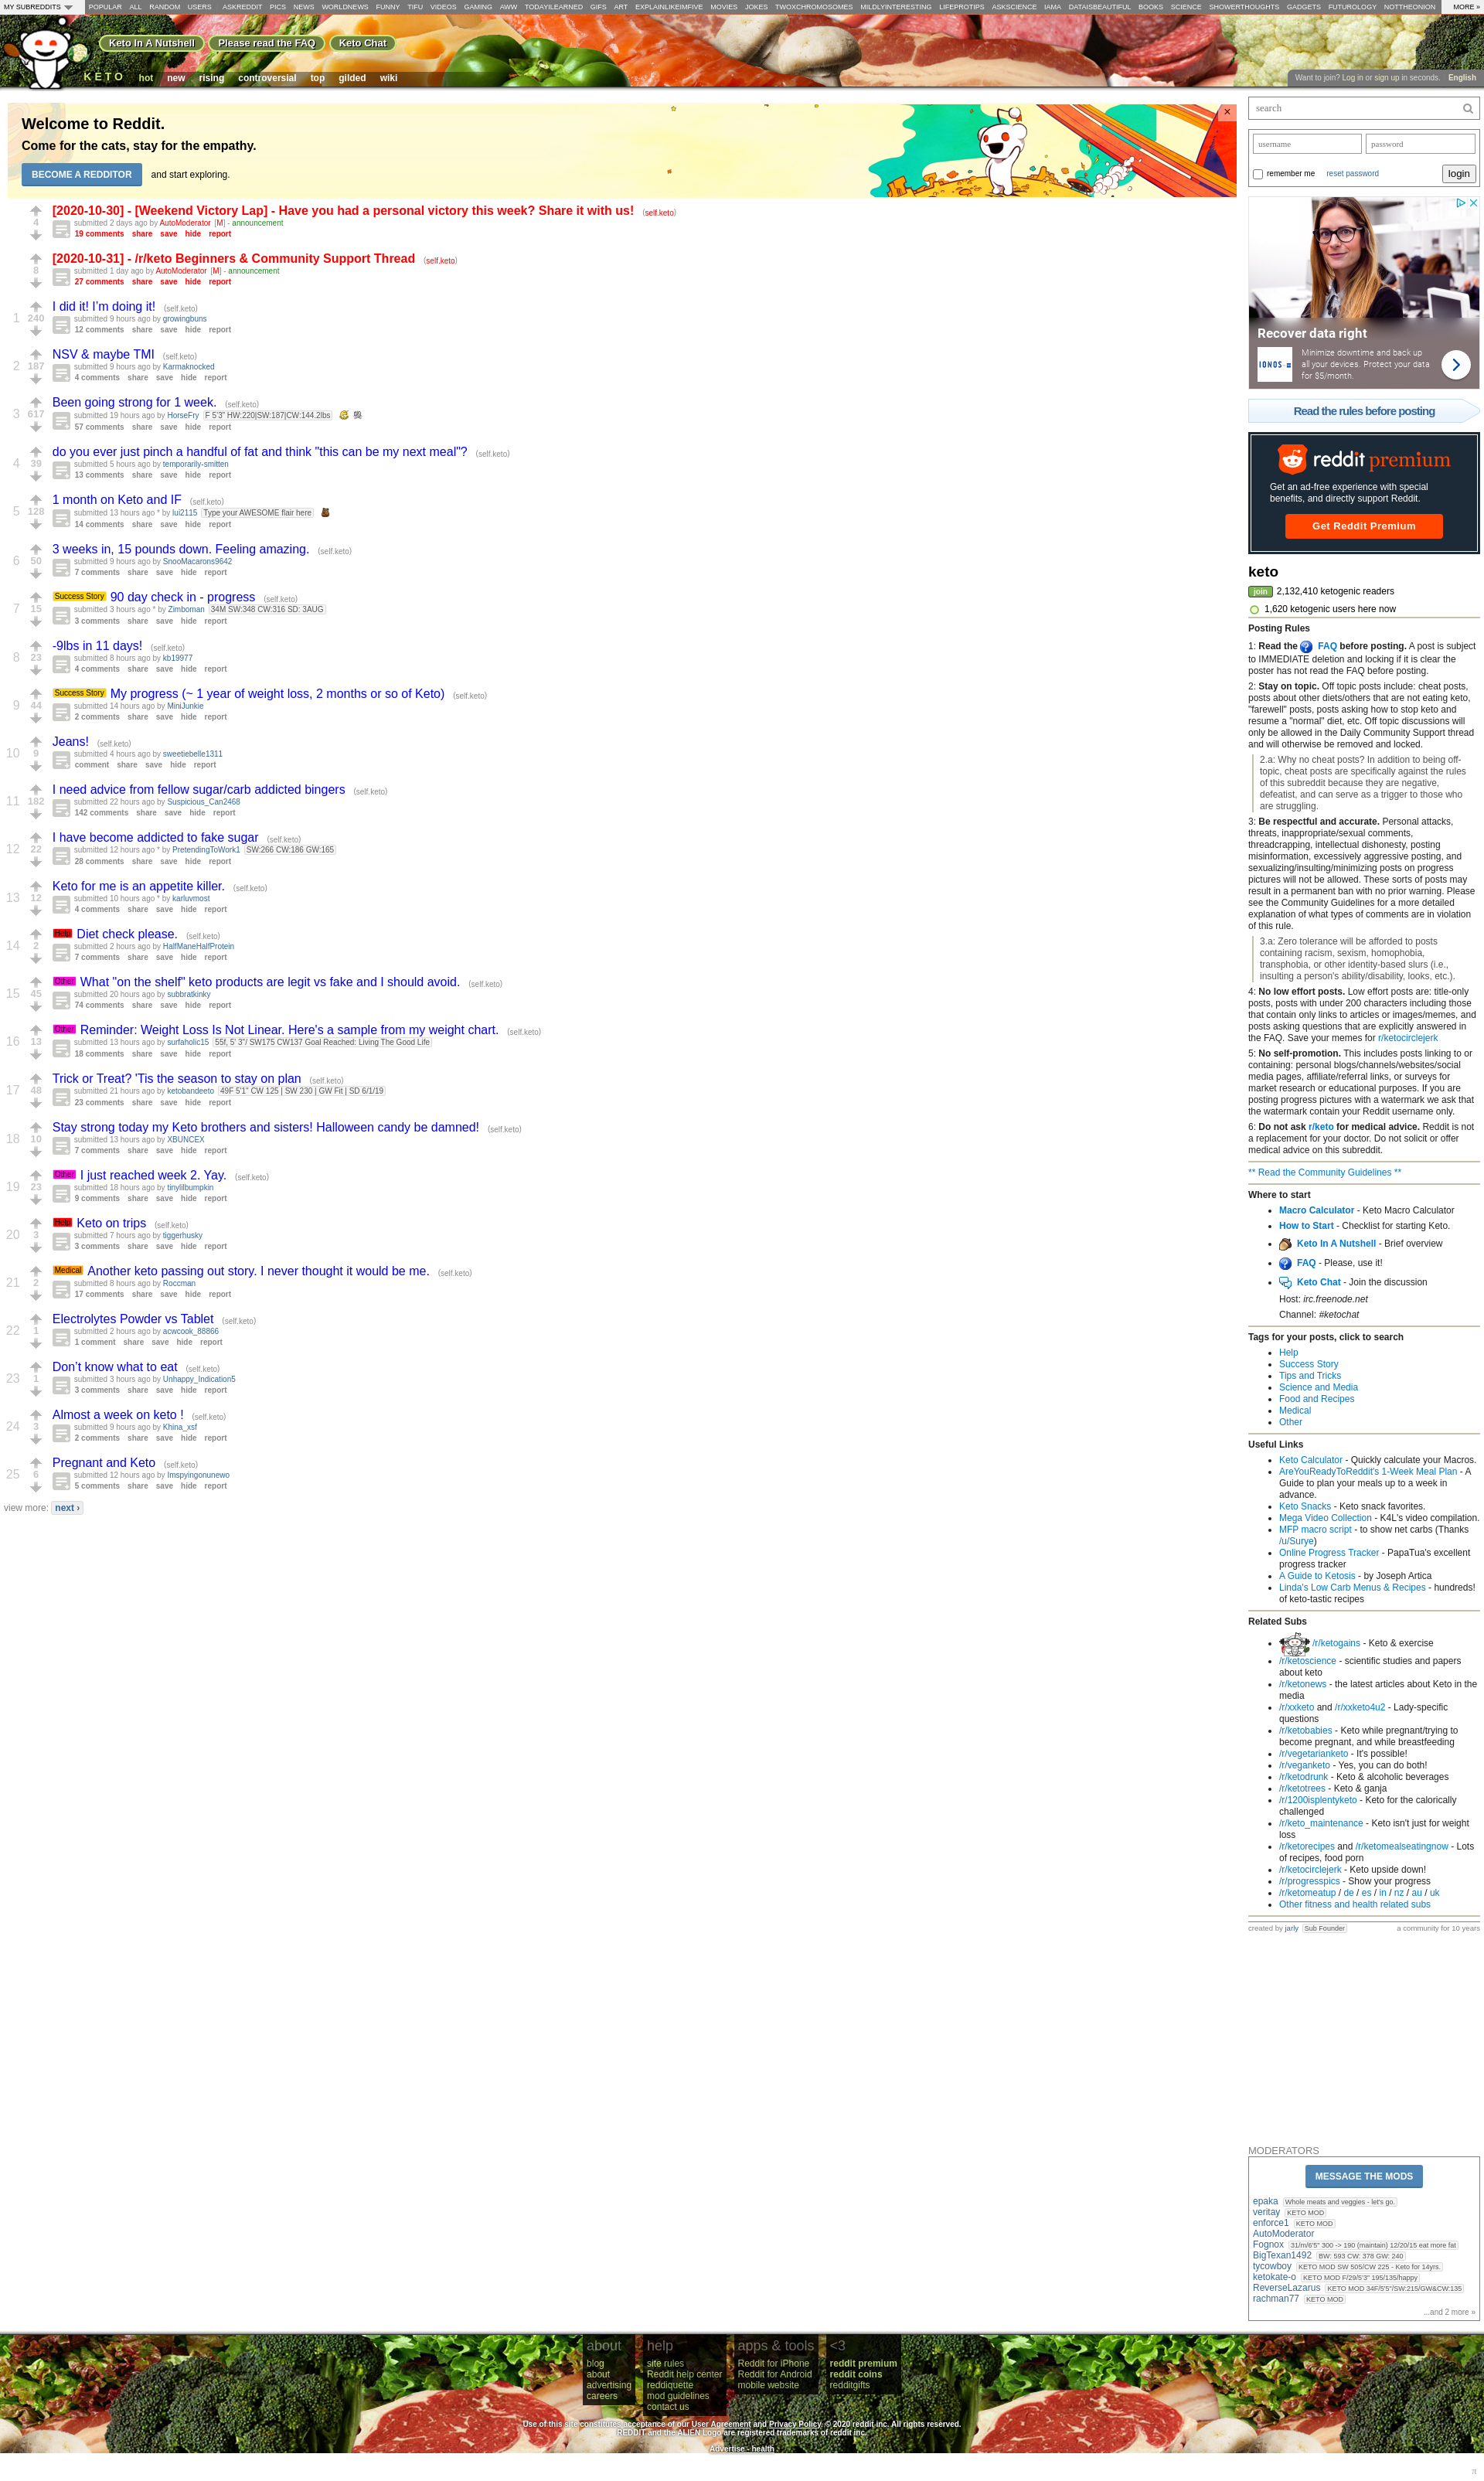 MY SUBREDDITS POPULAR ALL RANDOM USERS ASKREDDIT PICS NEWS WORLDNEWS FUNNY TIFU VIDEOS GAMING AWW TODAYILEARNED GIFS ART EXPLAINLIKEIMFIVE MOVIES JOKES TWOXCHROMOSOMES MILDLYINTERESTING LIFEPROTIPS ASKSCIENCE IAMA DATAISBEAUTIFUL BOOKS SCIENCE SHOWERTHOUGHTS GADGETS FUTUROLOGY NOTTHEONION MORE »
Keto In A Nutshell Please read the FAQ Keto Chat
KETO hot new rising controversial top gilded wiki
Want to join? Log in or sign up in seconds. English
Welcome to Reddit.
Come for the cats, stay for the empathy.
BECOME A REDDITOR and start exploring.
×
4
[2020-10-30] - [Weekend Victory Lap] - Have you had a personal victory this week? Share it with us! (self.keto)
submitted 2 days ago by AutoModerator [M] - announcement
19 comments share save hide report
8
[2020-10-31] - /r/keto Beginners & Community Support Thread (self.keto)
submitted 1 day ago by AutoModerator [M] - announcement
27 comments share save hide report
1 240
I did it! I'm doing it! (self.keto)
submitted 9 hours ago by growingbuns
12 comments share save hide report
2 187
NSV & maybe TMI (self.keto)
submitted 9 hours ago by Karmaknocked
4 comments share save hide report
3 617
Been going strong for 1 week. (self.keto)
submitted 19 hours ago by HorseFry F 5'3" HW:220|SW:187|CW:144.2lbs
57 comments share save hide report
4 39
do you ever just pinch a handful of fat and think "this can be my next meal"? (self.keto)
submitted 5 hours ago by temporarily-smitten
13 comments share save hide report
5 128
1 month on Keto and IF (self.keto)
submitted 13 hours ago * by lui2115 Type your AWESOME flair here
14 comments share save hide report
6 50
3 weeks in, 15 pounds down. Feeling amazing. (self.keto)
submitted 9 hours ago by SnooMacarons9642
7 comments share save hide report
7 15
Success Story 90 day check in - progress (self.keto)
submitted 3 hours ago * by Zimboman 34M SW:348 CW:316 SD: 3AUG
3 comments share save hide report
8 23
-9lbs in 11 days! (self.keto)
submitted 8 hours ago by kb19977
4 comments share save hide report
9 44
Success Story My progress (~ 1 year of weight loss, 2 months or so of Keto) (self.keto)
submitted 14 hours ago by MiniJunkie
2 comments share save hide report
10 9
Jeans! (self.keto)
submitted 4 hours ago by sweetiebelle1311
comment share save hide report
11 182
I need advice from fellow sugar/carb addicted bingers (self.keto)
submitted 22 hours ago by Suspicious_Can2468
142 comments share save hide report
12 22
I have become addicted to fake sugar (self.keto)
submitted 12 hours ago * by PretendingToWork1 SW:266 CW:186 GW:165
28 comments share save hide report
13 12
Keto for me is an appetite killer. (self.keto)
submitted 10 hours ago * by karluvmost
4 comments share save hide report
14 2
Help Diet check please. (self.keto)
submitted 2 hours ago by HalfManeHalfProtein
7 comments share save hide report
15 45
Other What "on the shelf" keto products are legit vs fake and I should avoid. (self.keto)
submitted 20 hours ago by subbratkinky
74 comments share save hide report
16 13
Other Reminder: Weight Loss Is Not Linear. Here's a sample from my weight chart. (self.keto)
submitted 13 hours ago by surfaholic15 55f, 5' 3"/ SW175 CW137 Goal Reached: Living The Good Life
18 comments share save hide report
17 48
Trick or Treat? 'Tis the season to stay on plan (self.keto)
submitted 21 hours ago by ketobandeeto 49F 5'1" CW 125 | SW 230 | GW Fit | SD 6/1/19
23 comments share save hide report
18 10
Stay strong today my Keto brothers and sisters! Halloween candy be damned! (self.keto)
submitted 13 hours ago by XBUNCEX
7 comments share save hide report
19 23
Other I just reached week 2. Yay. (self.keto)
submitted 18 hours ago by tinylilbumpkin
9 comments share save hide report
20 3
Help Keto on trips (self.keto)
submitted 7 hours ago by tiggerhusky
3 comments share save hide report
21 2
Medical Another keto passing out story. I never thought it would be me. (self.keto)
submitted 8 hours ago by Roccman
17 comments share save hide report
22 1
Electrolytes Powder vs Tablet (self.keto)
submitted 2 hours ago by acwcook_88866
1 comment share save hide report
23 1
Don't know what to eat (self.keto)
submitted 3 hours ago by Unhappy_Indication5
3 comments share save hide report
24 3
Almost a week on keto ! (self.keto)
submitted 9 hours ago by Khina_xsf
2 comments share save hide report
25 6
Pregnant and Keto (self.keto)
submitted 12 hours ago by Imspyingonunewo
5 comments share save hide report
view more: next ›
search
username password
remember me reset password login
Recover data right
IONOS
Minimize downtime and back up
all your devices. Protect your data
for $5/month.
Read the rules before posting
reddit premium
Get an ad-free experience with special
benefits, and directly support Reddit.
Get Reddit Premium
keto
join 2,132,410 ketogenic readers
1,620 ketogenic users here now
Posting Rules
1: Read the FAQ before posting. A post is subject
to IMMEDIATE deletion and locking if it is clear the
poster has not read the FAQ before posting.
2: Stay on topic. Off topic posts include: cheat posts,
posts about other diets/others that are not eating keto,
"farewell" posts, posts asking how to stop keto and
resume a "normal" diet, etc. Off topic discussions will
only be allowed in the Daily Community Support thread
and will otherwise be removed and locked.
2.a: Why no cheat posts? In addition to being off-
topic, cheat posts are specifically against the rules
of this subreddit because they are negative,
defeatist, and can serve as a trigger to those who
are struggling.
3: Be respectful and accurate. Personal attacks,
threats, inappropriate/sexual comments,
threadcrapping, intellectual dishonesty, posting
misinformation, excessively aggressive posting, and
sexualizing/insulting/minimizing posts on progress
pictures will not be allowed. These sorts of posts may
result in a permanent ban with no prior warning. Please
see the Community Guidelines for a more detailed
explanation of what types of comments are in violation
of this rule.
3.a: Zero tolerance will be afforded to posts
containing racism, sexism, homophobia,
transphobia, or other identity-based slurs (i.e.,
insulting a person's ability/disability, looks, etc.).
4: No low effort posts. Low effort posts are: title-only
posts, posts with under 200 characters including those
that contain only links to articles or images/memes, and
posts asking questions that are explicitly answered in
the FAQ. Save your memes for r/ketocirclejerk
5: No self-promotion. This includes posts linking to or
containing: personal blogs/channels/websites/social
media pages, affiliate/referral links, or surveys for
market research or educational purposes. If you are
posting progress pictures with a watermark we ask that
the watermark contain your Reddit username only.
6: Do not ask r/keto for medical advice. Reddit is not
a replacement for your doctor. Do not solicit or offer
medical advice on this subreddit.
** Read the Community Guidelines **
Where to start
Macro Calculator - Keto Macro Calculator
How to Start - Checklist for starting Keto.
Keto In A Nutshell - Brief overview
FAQ - Please, use it!
Keto Chat - Join the discussion
Host: irc.freenode.net
Channel: #ketochat
Tags for your posts, click to search
Help
Success Story
Tips and Tricks
Science and Media
Food and Recipes
Medical
Other
Useful Links
Keto Calculator - Quickly calculate your Macros.
AreYouReadyToReddit's 1-Week Meal Plan - A
Guide to plan your meals up to a week in
advance.
Keto Snacks - Keto snack favorites.
Mega Video Collection - K4L's video compilation.
MFP macro script - to show net carbs (Thanks
/u/Surye)
Online Progress Tracker - PapaTua's excellent
progress tracker
A Guide to Ketosis - by Joseph Artica
Linda's Low Carb Menus & Recipes - hundreds!
of keto-tastic recipes
Related Subs
/r/ketogains - Keto & exercise
/r/ketoscience - scientific studies and papers
about keto
/r/ketonews - the latest articles about Keto in the
media
/r/xxketo and /r/xxketo4u2 - Lady-specific
questions
/r/ketobabies - Keto while pregnant/trying to
become pregnant, and while breastfeeding
/r/vegetarianketo - It's possible!
/r/veganketo - Yes, you can do both!
/r/ketodrunk - Keto & alcoholic beverages
/r/ketotrees - Keto & ganja
/r/1200isplentyketo - Keto for the calorically
challenged
/r/keto_maintenance - Keto isn't just for weight
loss
/r/ketorecipes and /r/ketomealseatingnow - Lots
of recipes, food porn
/r/ketocirclejerk - Keto upside down!
/r/progresspics - Show your progress
/r/ketomeatup / de / es / in / nz / au / uk
Other fitness and health related subs
created by jarly Sub Founder a community for 10 years
MODERATORS
MESSAGE THE MODS
epaka Whole meats and veggies - let's go.
veritay KETO MOD
enforce1 KETO MOD
AutoModerator
Fognox 31/m/6'5" 300 -> 190 (maintain) 12/20/15 eat more fat
BigTexan1492 BW: 593 CW: 378 GW: 240
tycowboy KETO MOD SW 505/CW 225 - Keto for 14yrs.
ketokate-o KETO MOD F/29/5'3" 195/135/happy
ReverseLazarus KETO MOD 34F/5'5"/SW:215/GW&CW:135
rachman77 KETO MOD
...and 2 more »
about
blog
about
advertising
careers
help
site rules
Reddit help center
reddiquette
mod guidelines
contact us
apps & tools
Reddit for iPhone
Reddit for Android
mobile website
<3
reddit premium
reddit coins
redditgifts
Use of this site constitutes acceptance of our User Agreement and Privacy Policy. © 2020 reddit inc. All rights reserved.
REDDIT and the ALIEN Logo are registered trademarks of reddit inc.
Advertise - health
π